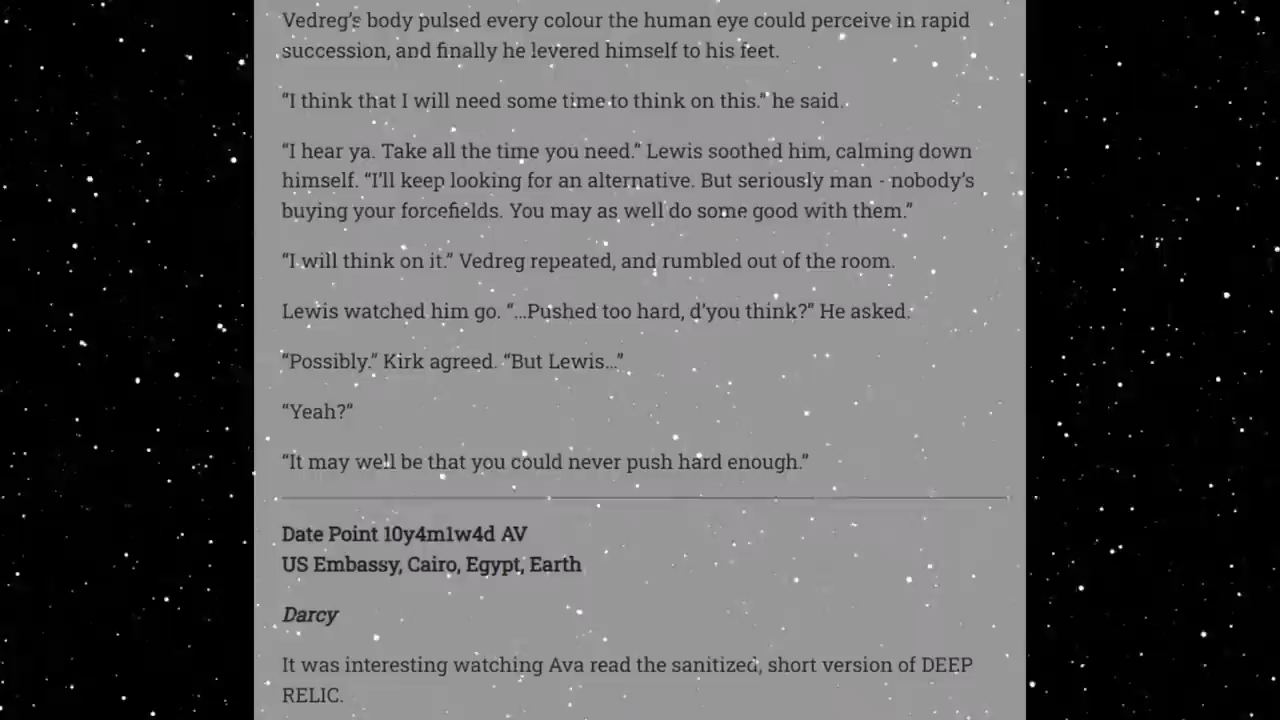 Vedreg’s body pulsed every colour the human eye could perceive in rapid
succession, and finally he levered himself to his feet.
“I think that I will need some time to think on this.” he said.
“I hear ya. Take all the time you need.” Lewis soothed him, calming down
himself. “I’ll keep looking for an alternative. But seriously man - nobody’s
buying your forcefields. You may as well do some good with them.”
“I will think on it.” Vedreg repeated, and rumbled out of the room.
Lewis watched him go. “…Pushed too hard, d’you think?” He asked.
“Possibly.” Kirk agreed. “But Lewis…”
“Yeah?”
“It may well be that you could never push hard enough.”
Date Point 10y4m1w4d AV
US Embassy, Cairo, Egypt, Earth
Darcy
It was interesting watching Ava read the sanitized, short version of DEEP
RELIC.